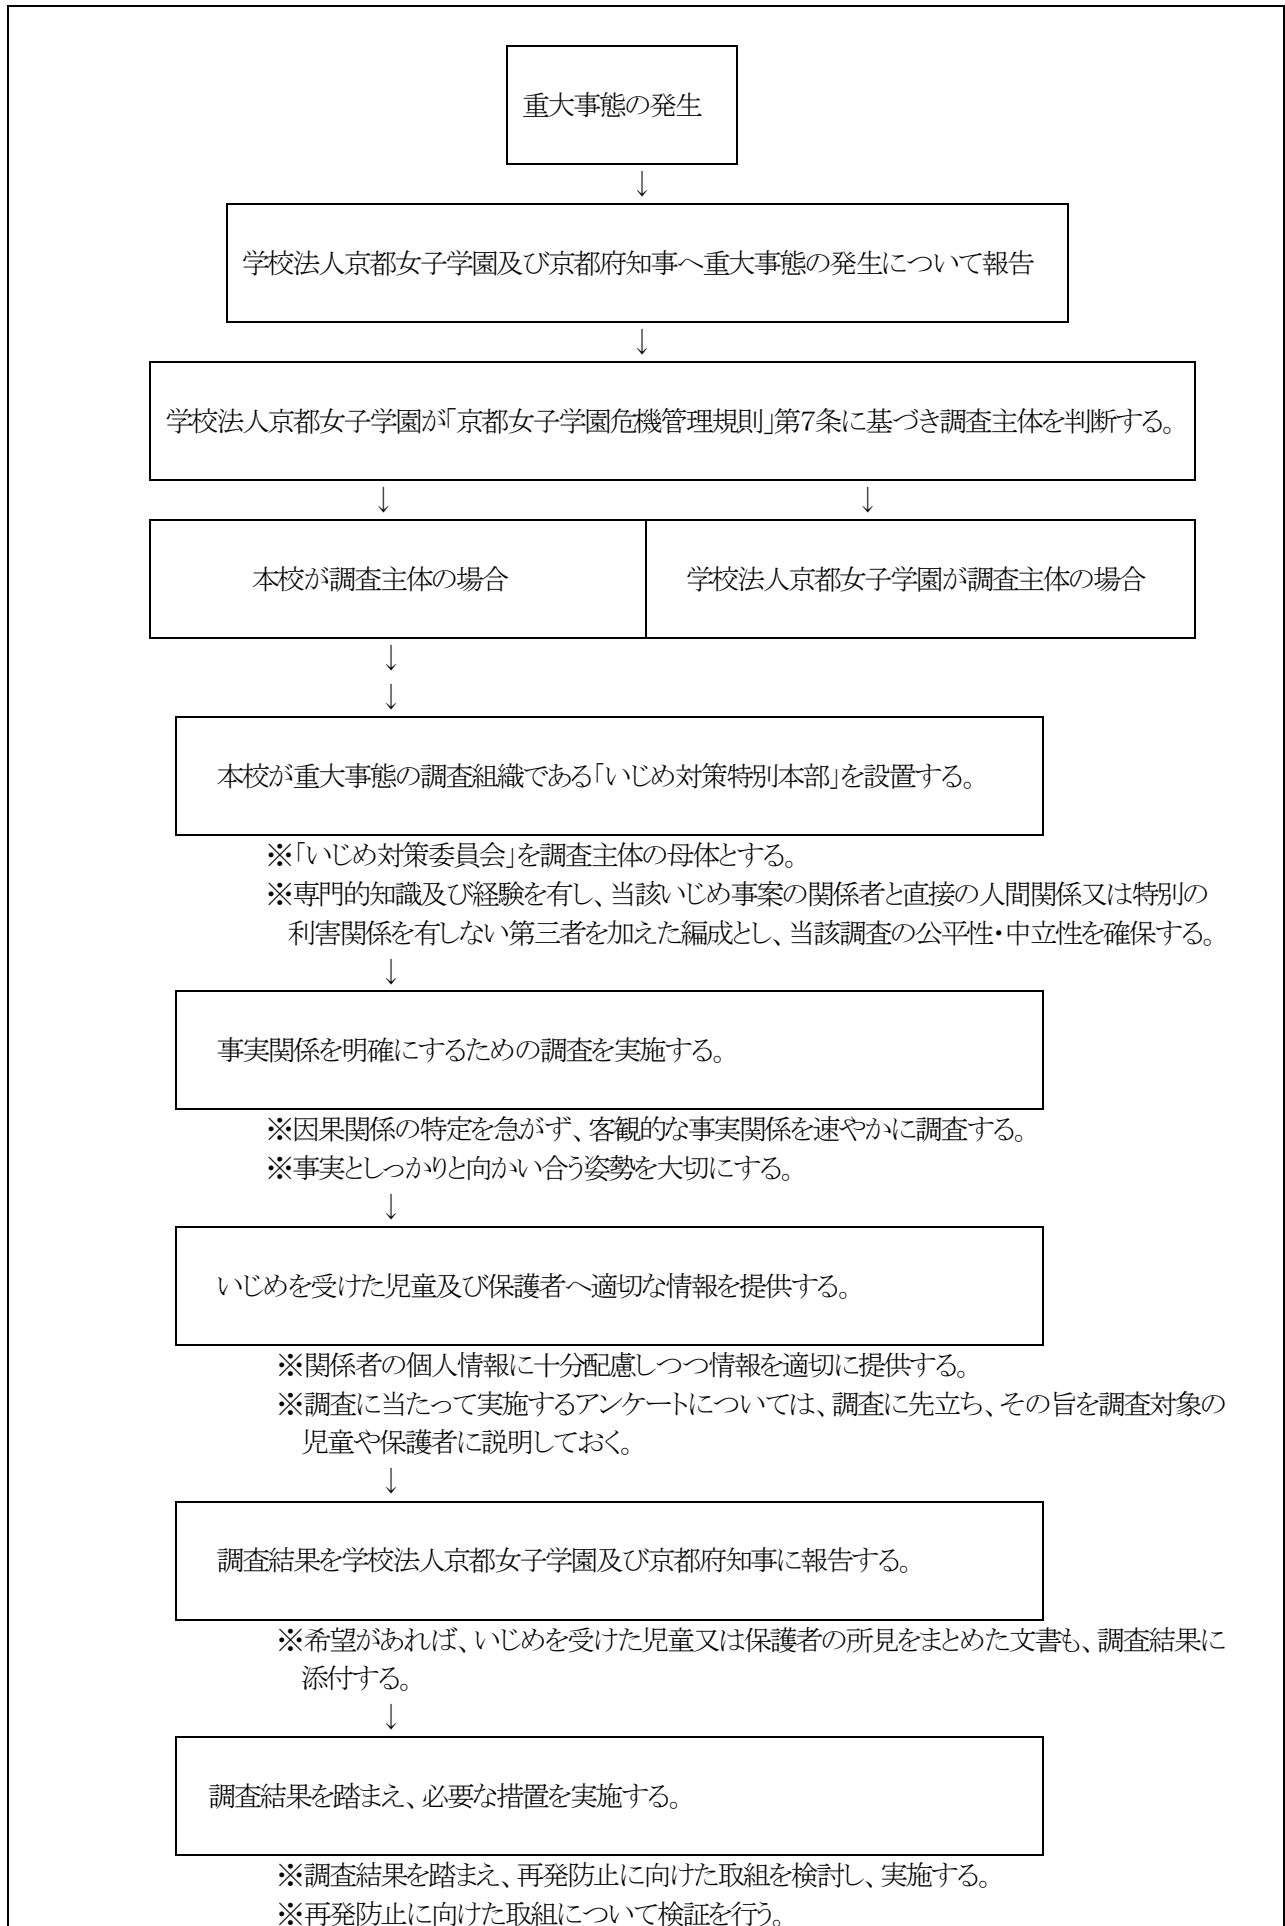 重大事態の発生
↓
学校法人京都女子学園及び京都府知事へ重大事態の発生について報告
↓
学校法人京都女子学園が「京都女子学園危機管理規則」第7条に基づき調査主体を判断する。
↓ ↓
本校が調査主体の場合 学校法人京都女子学園が調査主体の場合
↓
↓
本校が重大事態の調査組織である「いじめ対策特別本部」を設置する。
※「いじめ対策委員会」を調査主体の母体とする。
※専門的知識及び経験を有し、当該いじめ事案の関係者と直接の人間関係又は特別の
利害関係を有しない第三者を加えた編成とし、当該調査の公平性・中立性を確保する。
↓
事実関係を明確にするための調査を実施する。
※因果関係の特定を急がず、客観的な事実関係を速やかに調査する。
※事実としっかりと向かい合う姿勢を大切にする。
↓
いじめを受けた児童及び保護者へ適切な情報を提供する。
※関係者の個人情報に十分配慮しつつ情報を適切に提供する。
※調査に当たって実施するアンケートについては、調査に先立ち、その旨を調査対象の
児童や保護者に説明しておく。
↓
調査結果を学校法人京都女子学園及び京都府知事に報告する。
※希望があれば、いじめを受けた児童又は保護者の所見をまとめた文書も、調査結果に
添付する。
↓
調査結果を踏まえ、必要な措置を実施する。
※調査結果を踏まえ、再発防止に向けた取組を検討し、実施する。
※再発防止に向けた取組について検証を行う。